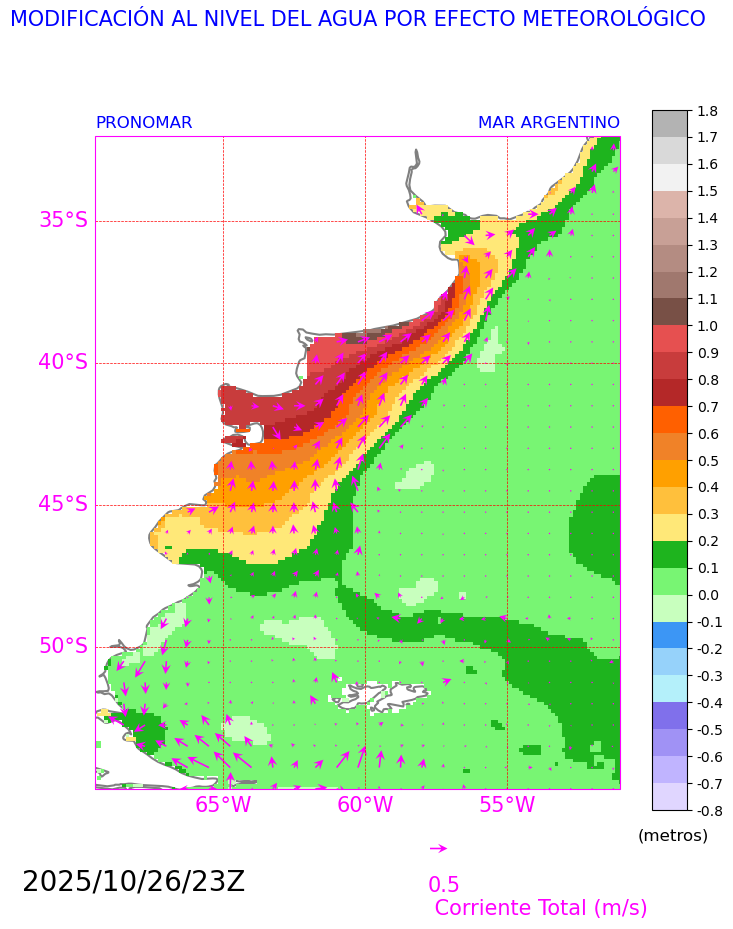 MODIFICACIÓN AL NIVEL DEL AGUA POR EFECTO METEOROLÓGICO
PRONOMAR
MAR ARGENTINO
1.8
1.7
1.6
1.5
1.4
1.3
1.2
1.1
1.0
0.9
0.8
0.7
0.6
0.5
0.4
0.3
0.2
0.1
0.0
-0.1
-0.2
-0.3
-0.4
-0.5
-0.6
-0.7
-0.8
(metros)
35°S
40°S
45°S
50°S
65°W
60°W
55°W
2025/10/26/23Z
0.5
Corriente Total (m/s)